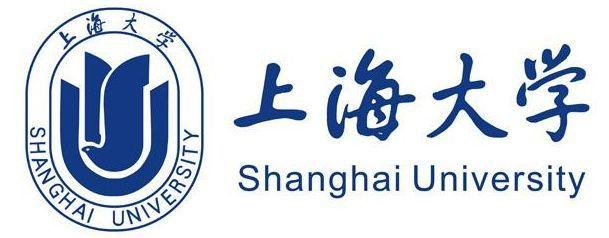 上海大学
SHANGHAI UNIVERSITY
上海大学
Shanghai University